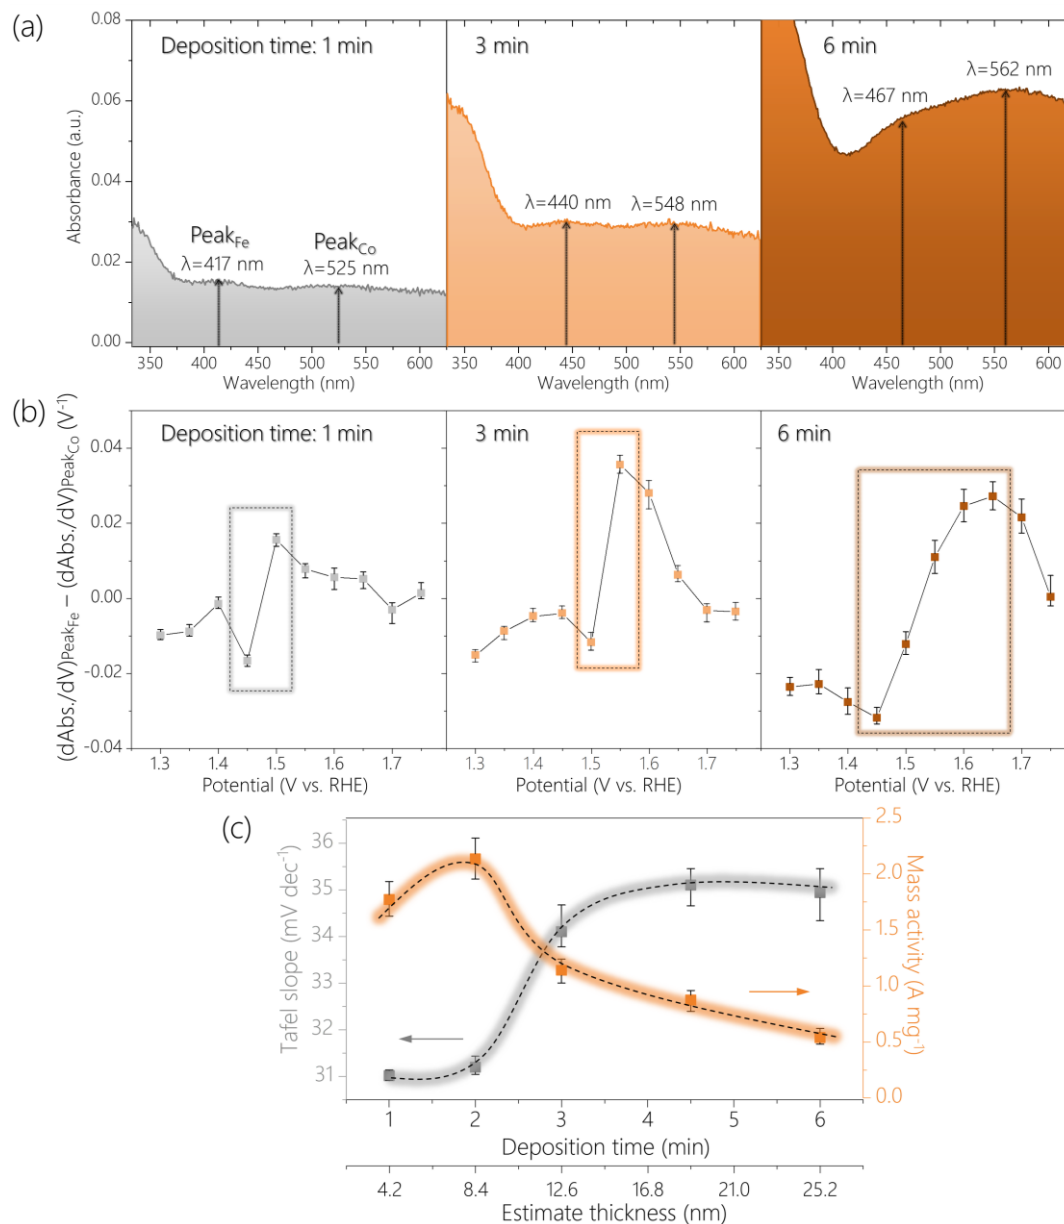 (a)
Deposition time: 1 min
3 min
6 min
Absorbance (a.u.)
0.08
0.06
0.04
0.02
0.00
Peak_Fe
λ=417 nm
Peak_Co
λ=525 nm
λ=440 nm
λ=548 nm
λ=467 nm
λ=562 nm
350 400 450 500 550 600
350 400 450 500 550 600
350 400 450 500 550 600
Wavelength (nm)
Wavelength (nm)
Wavelength (nm)
(b)
Deposition time: 1 min
3 min
6 min
(dAbs./dV)Peak_Fe – (dAbs./dV)Peak_Co (V⁻¹)
0.04
0.02
0.00
-0.02
-0.04
1.3 1.4 1.5 1.6 1.7
1.3 1.4 1.5 1.6 1.7
1.3 1.4 1.5 1.6 1.7
Potential (V vs. RHE)
Potential (V vs. RHE)
Potential (V vs. RHE)
(c)
Tafel slope (mV dec⁻¹)
36
35
34
33
32
31
Mass activity (A mg⁻¹)
2.5
2.0
1.5
1.0
0.5
0.0
1 2 3 4 5 6
Deposition time (min)
4.2 8.4 12.6 16.8 21.0 25.2
Estimate thickness (nm)